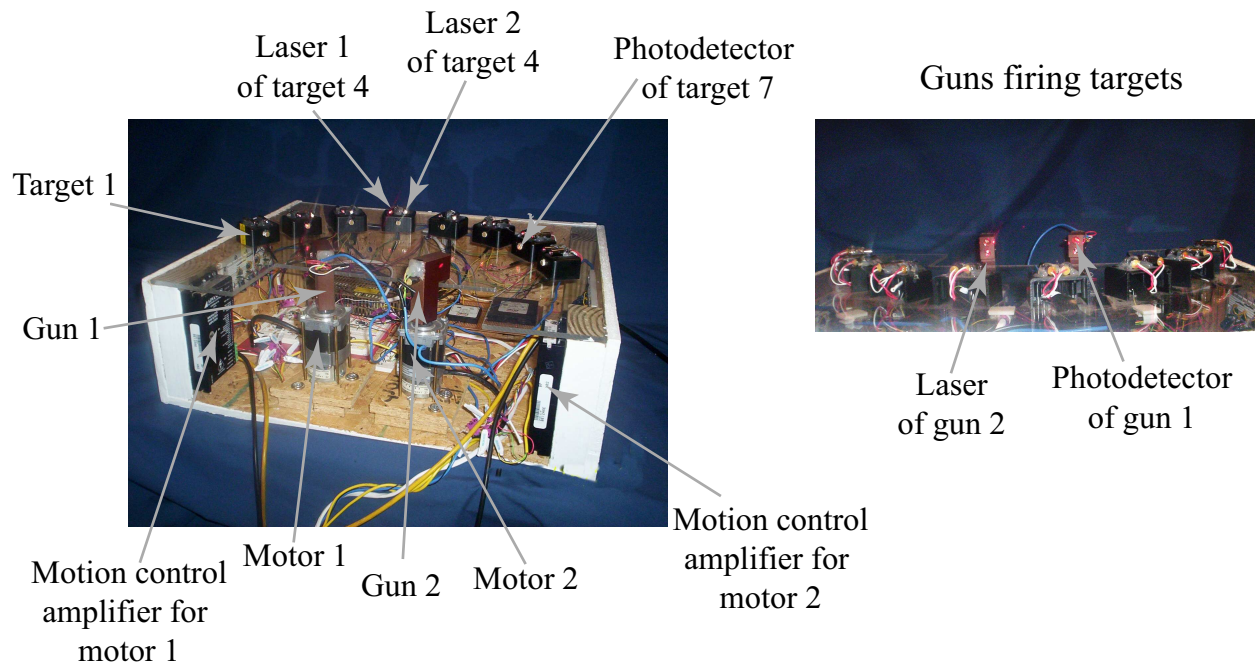 Laser 1
of target 4
Laser 2
of target 4
Photodetector
of target 7
Guns firing targets
Target 1
Gun 1
Laser
of gun 2
Photodetector
of gun 1
Motion control
amplifier for
motor 1
Motor 1
Gun 2
Motor 2
Motion control
amplifier for
motor 2